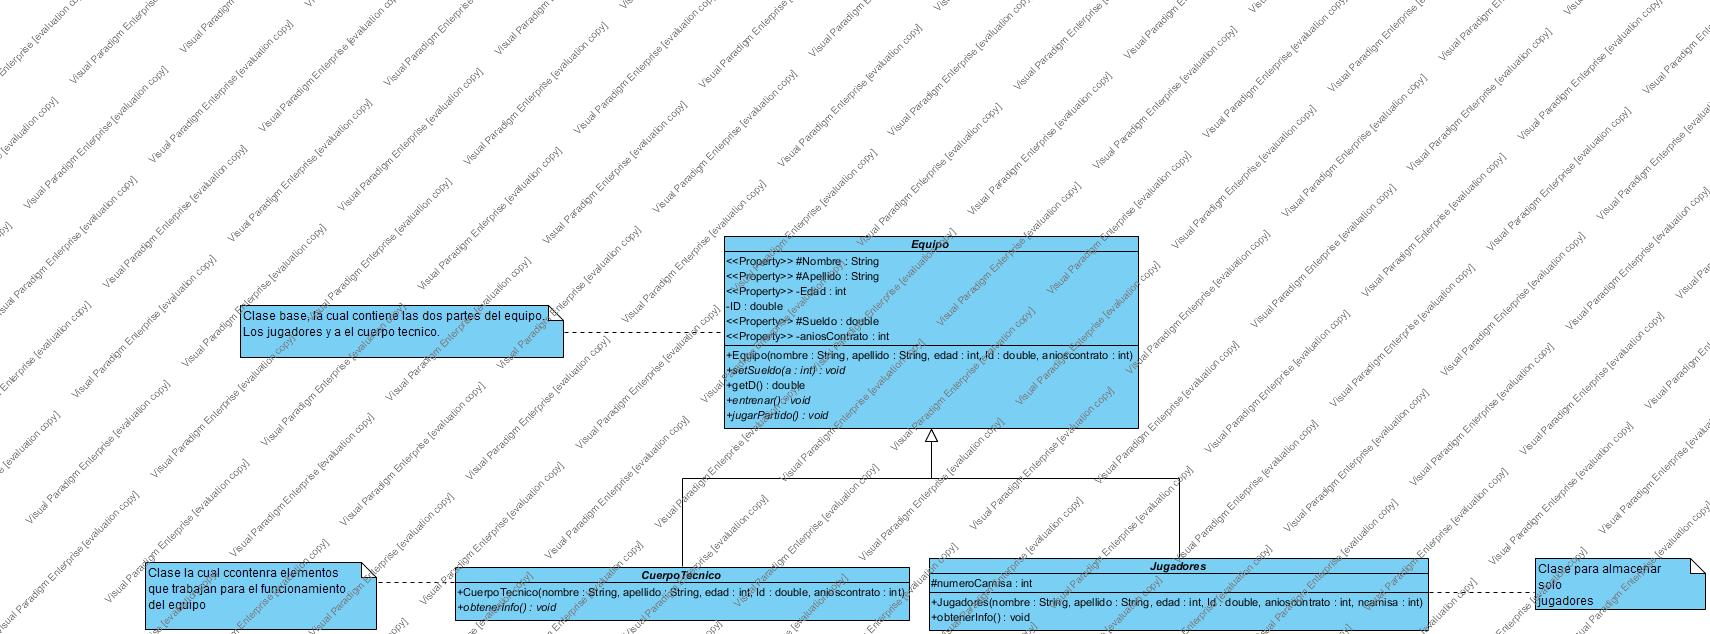 Equipo
<<Property>> #Nombre : String
<<Property>> #Apellido : String
<<Property>> -Edad : int
-ID : double
<<Property>> #Sueldo : double
<<Property>> -aniosContrato : int
+Equipo(nombre : String, apellido : String, edad : int, Id : double, anioscontrato : int)
+setSueldo(a : int) : void
+getD() : double
+entrenar() : void
+jugarPartido() : void
Clase base, la cual contiene las dos partes del equipo.
Los jugadores y a el cuerpo tecnico.
Clase la cual ccontenra elementos
que trabajan para el funcionamiento
del equipo
CuerpoTecnico
+CuerpoTecnico(nombre : String, apellido : String, edad : int, Id : double, anioscontrato : int)
+obtenerInfo() : void
Jugadores
#numeroCamisa : int
+Jugadores(nombre : String, apellido : String, edad : int, Id : double, anioscontrato : int, ncamisa : int)
+obtenerInfo() : void
Clase para almacenar
solo
jugadores
Visual Paradigm Enterprise [evaluation copy]